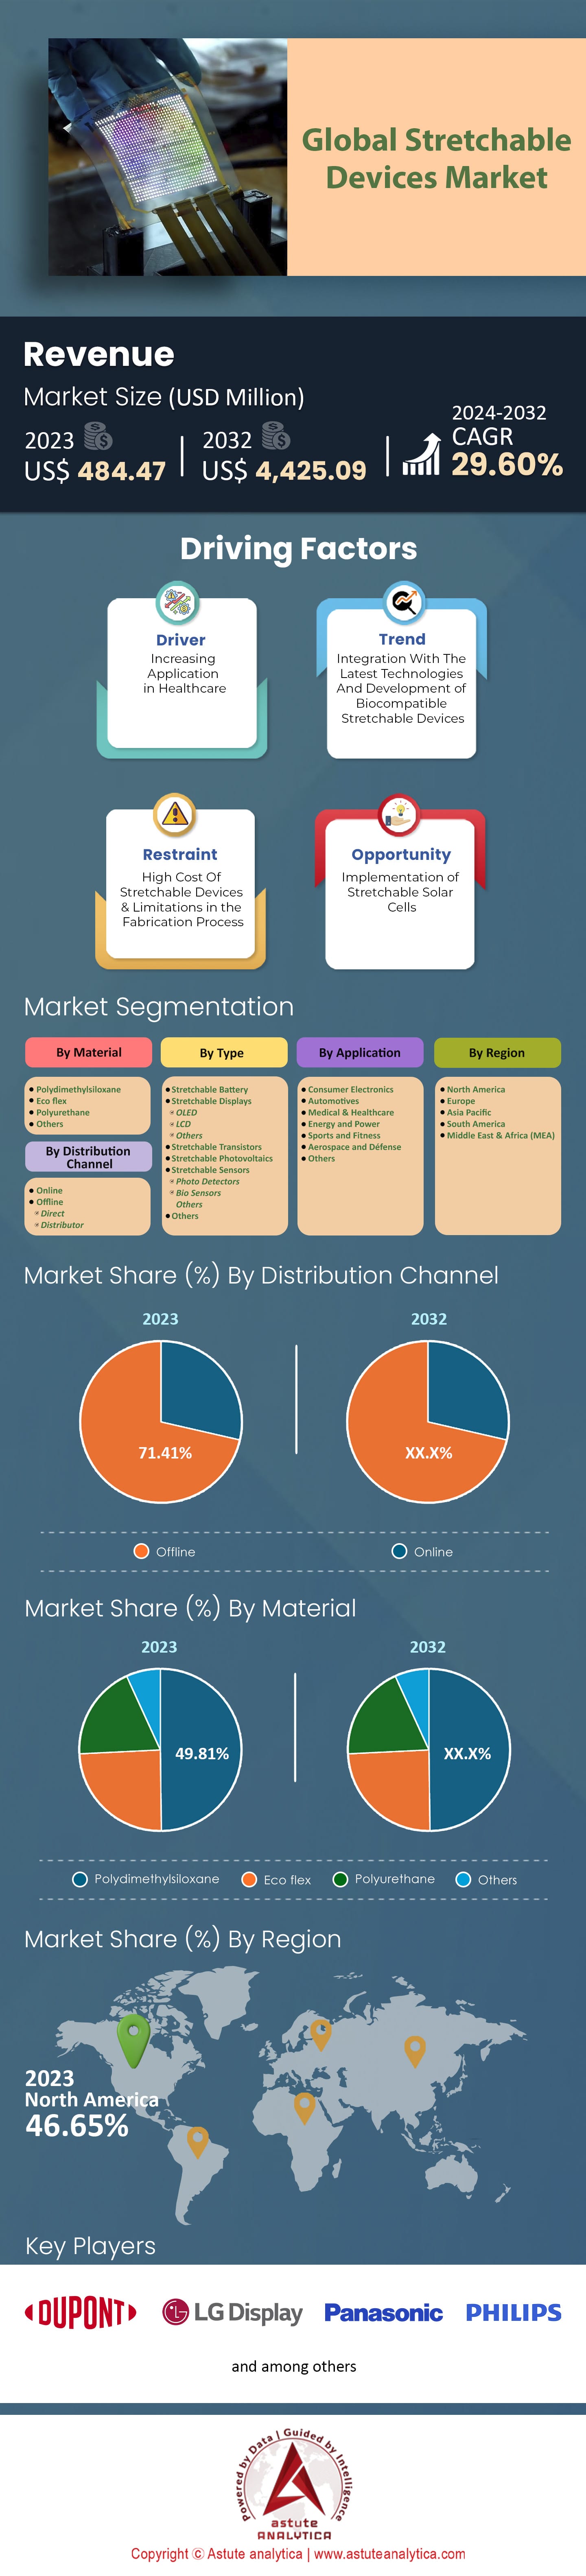 Global Stretchable
Devices Market
Revenue
Market Size (USD Million)
2023
US$ 484.47
2032
US$ 4,425.09
2024-2032
CAGR
29.60%
Driving Factors
Driver
Increasing
Application
in Healthcare
Trend
Integration With The
Latest Technologies
And Development of
Biocompatible
Stretchable Devices
Restraint
High Cost Of
Stretchable Devices
& Limitations in the
Fabrication Process
Opportunity
Implementation of
Stretchable Solar
Cells
Market Segmentation
By Material
Polydimethylsiloxane
Eco flex
Polyurethane
Others
By Distribution
Channel
Online
Offline
Direct
Distributor
By Type
Stretchable Battery
Stretchable Displays
OLED
LCD
Others
Stretchable Transistors
Stretchable Photovoltaics
Stretchable Sensors
Photo Detectors
Bio Sensors
Others
Others
By Application
Consumer Electronics
Automotives
Medical & Healthcare
Energy and Power
Sports and Fitness
Aerospace and Défense
Others
By Region
North America
Europe
Asia Pacific
South America
Middle East & Africa (MEA)
Market Share (%) By Distribution Channel
2023
2032
71.41%
XX.X%
Offline
Online
Market Share (%) By Material
2023
2032
49.81%
XX.X%
Polydimethylsiloxane
Eco flex
Polyurethane
Others
Market Share (%) By Region
2023
North America
46.65%
Key Players
DUPONT
LG Display
Panasonic
PHILIPS
and among others
Powered by Data | Guided by Intelligence
astute
ANALYTICA
Copyright © Astute analytica | www.astuteanalytica.com